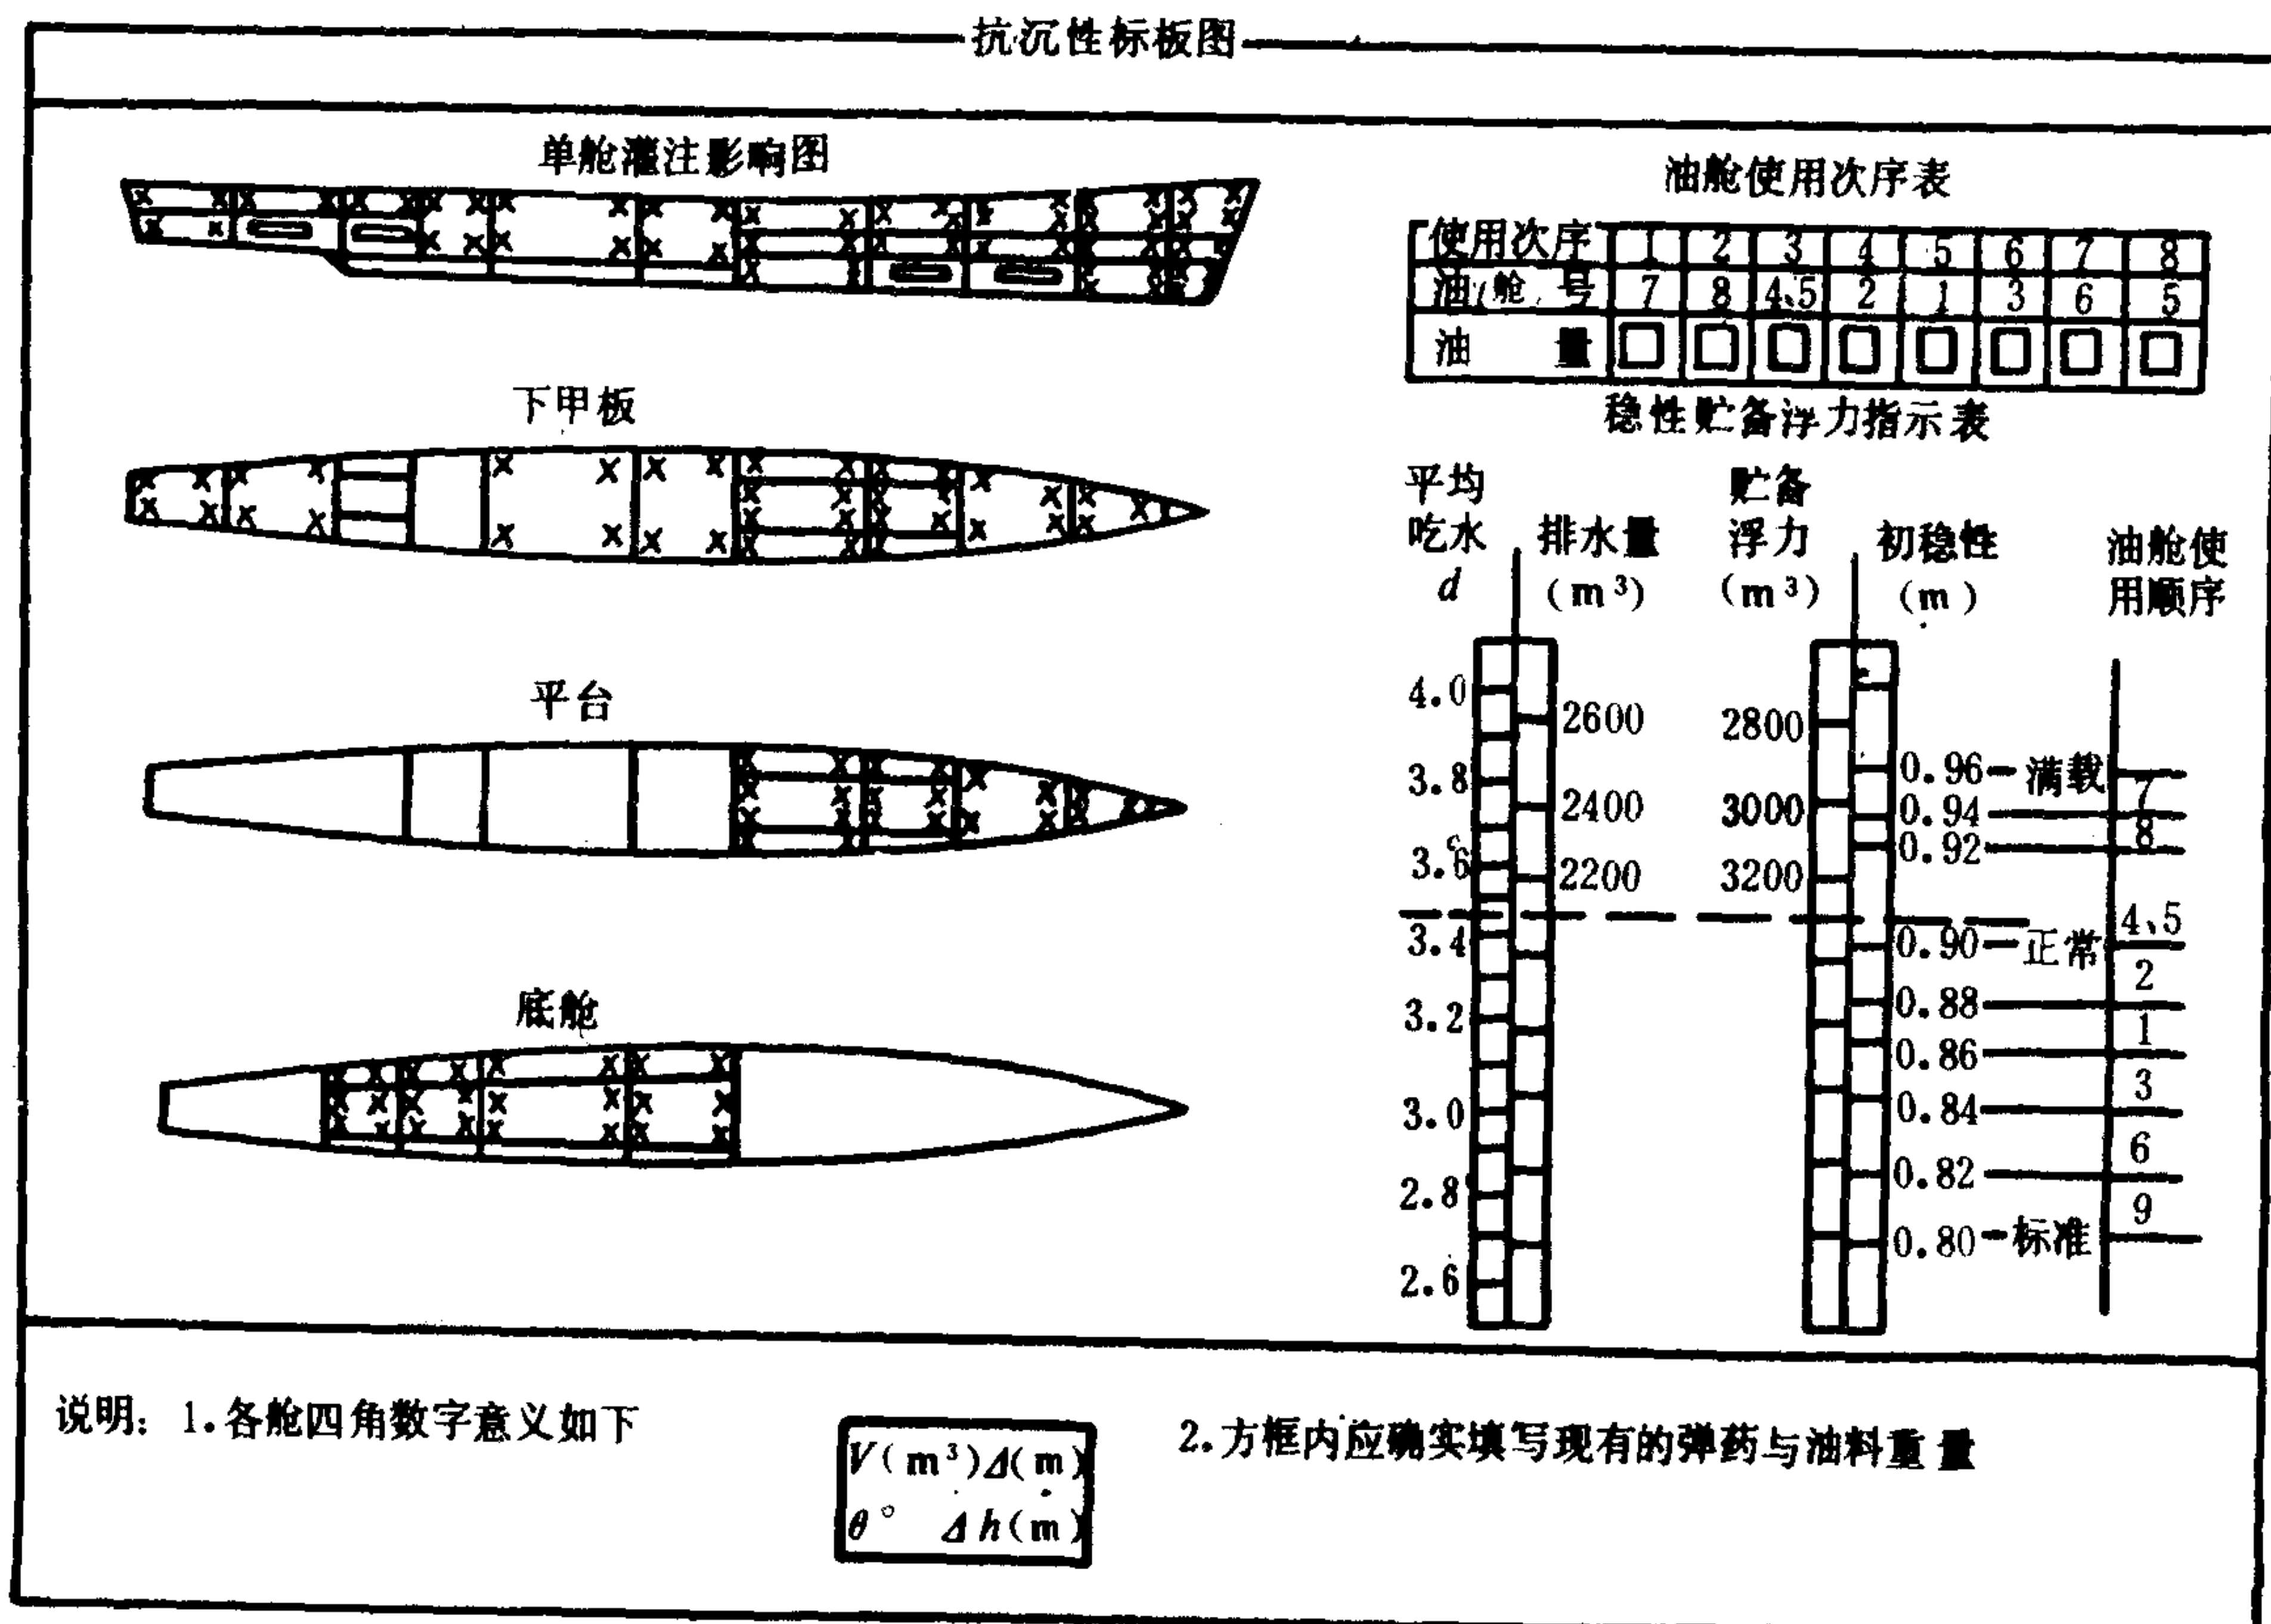 抗沉性标板图
单舱灌注影响图
下甲板
平台
底舱
油舱使用次序表
使用次序 1 2 3 4 5 6 7 8
油(舱)号 7 8 4、5 2 1 3 6 5
油 量
稳性贮备浮力指示表
平均吃水 d
排水量 (m³)
贮备浮力 (m³)
初稳性 (m)
油舱使用顺序
4.0
3.8
3.6
3.4
3.2
3.0
2.8
2.6
2600
2400
2200
2800
3000
3200
0.96 满载
0.94
0.92
0.90 正常
0.88
0.86
0.84
0.82
0.80 标准
7
8
4、5
2
1
3
6
9
说明: 1.各舱四角数字意义如下
V(m³)Δ(m)
θ° Δh(m)
2.方框内应确实填写现有的弹药与油料重量